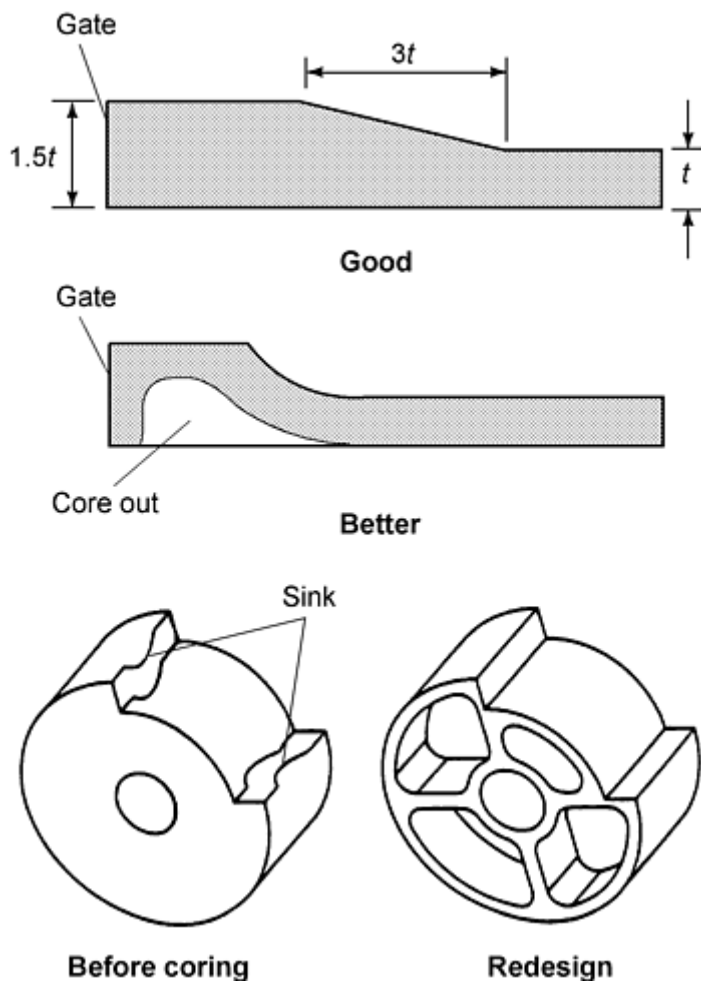 Gate
3t
1.5t
t
Good
Gate
Core out
Better
Sink
Before coring
Redesign